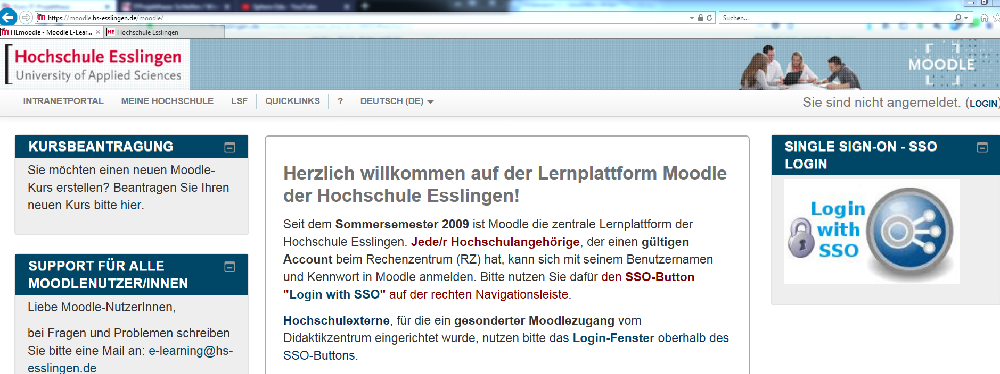 https://moodle.hs-esslingen.de/moodle/
Suchen...
HEmoodle - Moodle E-Lear...
HE Hochschule Esslingen
Hochschule Esslingen
University of Applied Sciences
MOODLE
INTRANETPORTAL MEINE HOCHSCHULE LSF QUICKLINKS ? DEUTSCH (DE)
Sie sind nicht angemeldet. (LOGIN)
KURSBEANTRAGUNG
Sie möchten einen neuen Moodle-
Kurs erstellen? Beantragen Sie Ihren
neuen Kurs bitte hier.
SUPPORT FÜR ALLE
MOODLENUTZER/INNEN
Liebe Moodle-NutzerInnen,
bei Fragen und Problemen schreiben
Sie bitte eine Mail an: e-learning@hs-
esslingen.de
Herzlich willkommen auf der Lernplattform Moodle
der Hochschule Esslingen!
Seit dem Sommersemester 2009 ist Moodle die zentrale Lernplattform der
Hochschule Esslingen. Jede/r Hochschulangehörige, der einen gültigen
Account beim Rechenzentrum (RZ) hat, kann sich mit seinem Benutzernamen
und Kennwort in Moodle anmelden. Bitte nutzen Sie dafür den SSO-Button
"Login with SSO" auf der rechten Navigationsleiste.
Hochschulexterne, für die ein gesonderter Moodlezugang vom
Didaktikzentrum eingerichtet wurde, nutzen bitte das Login-Fenster oberhalb des
SSO-Buttons.
SINGLE SIGN-ON - SSO
LOGIN
Login
with
SSO